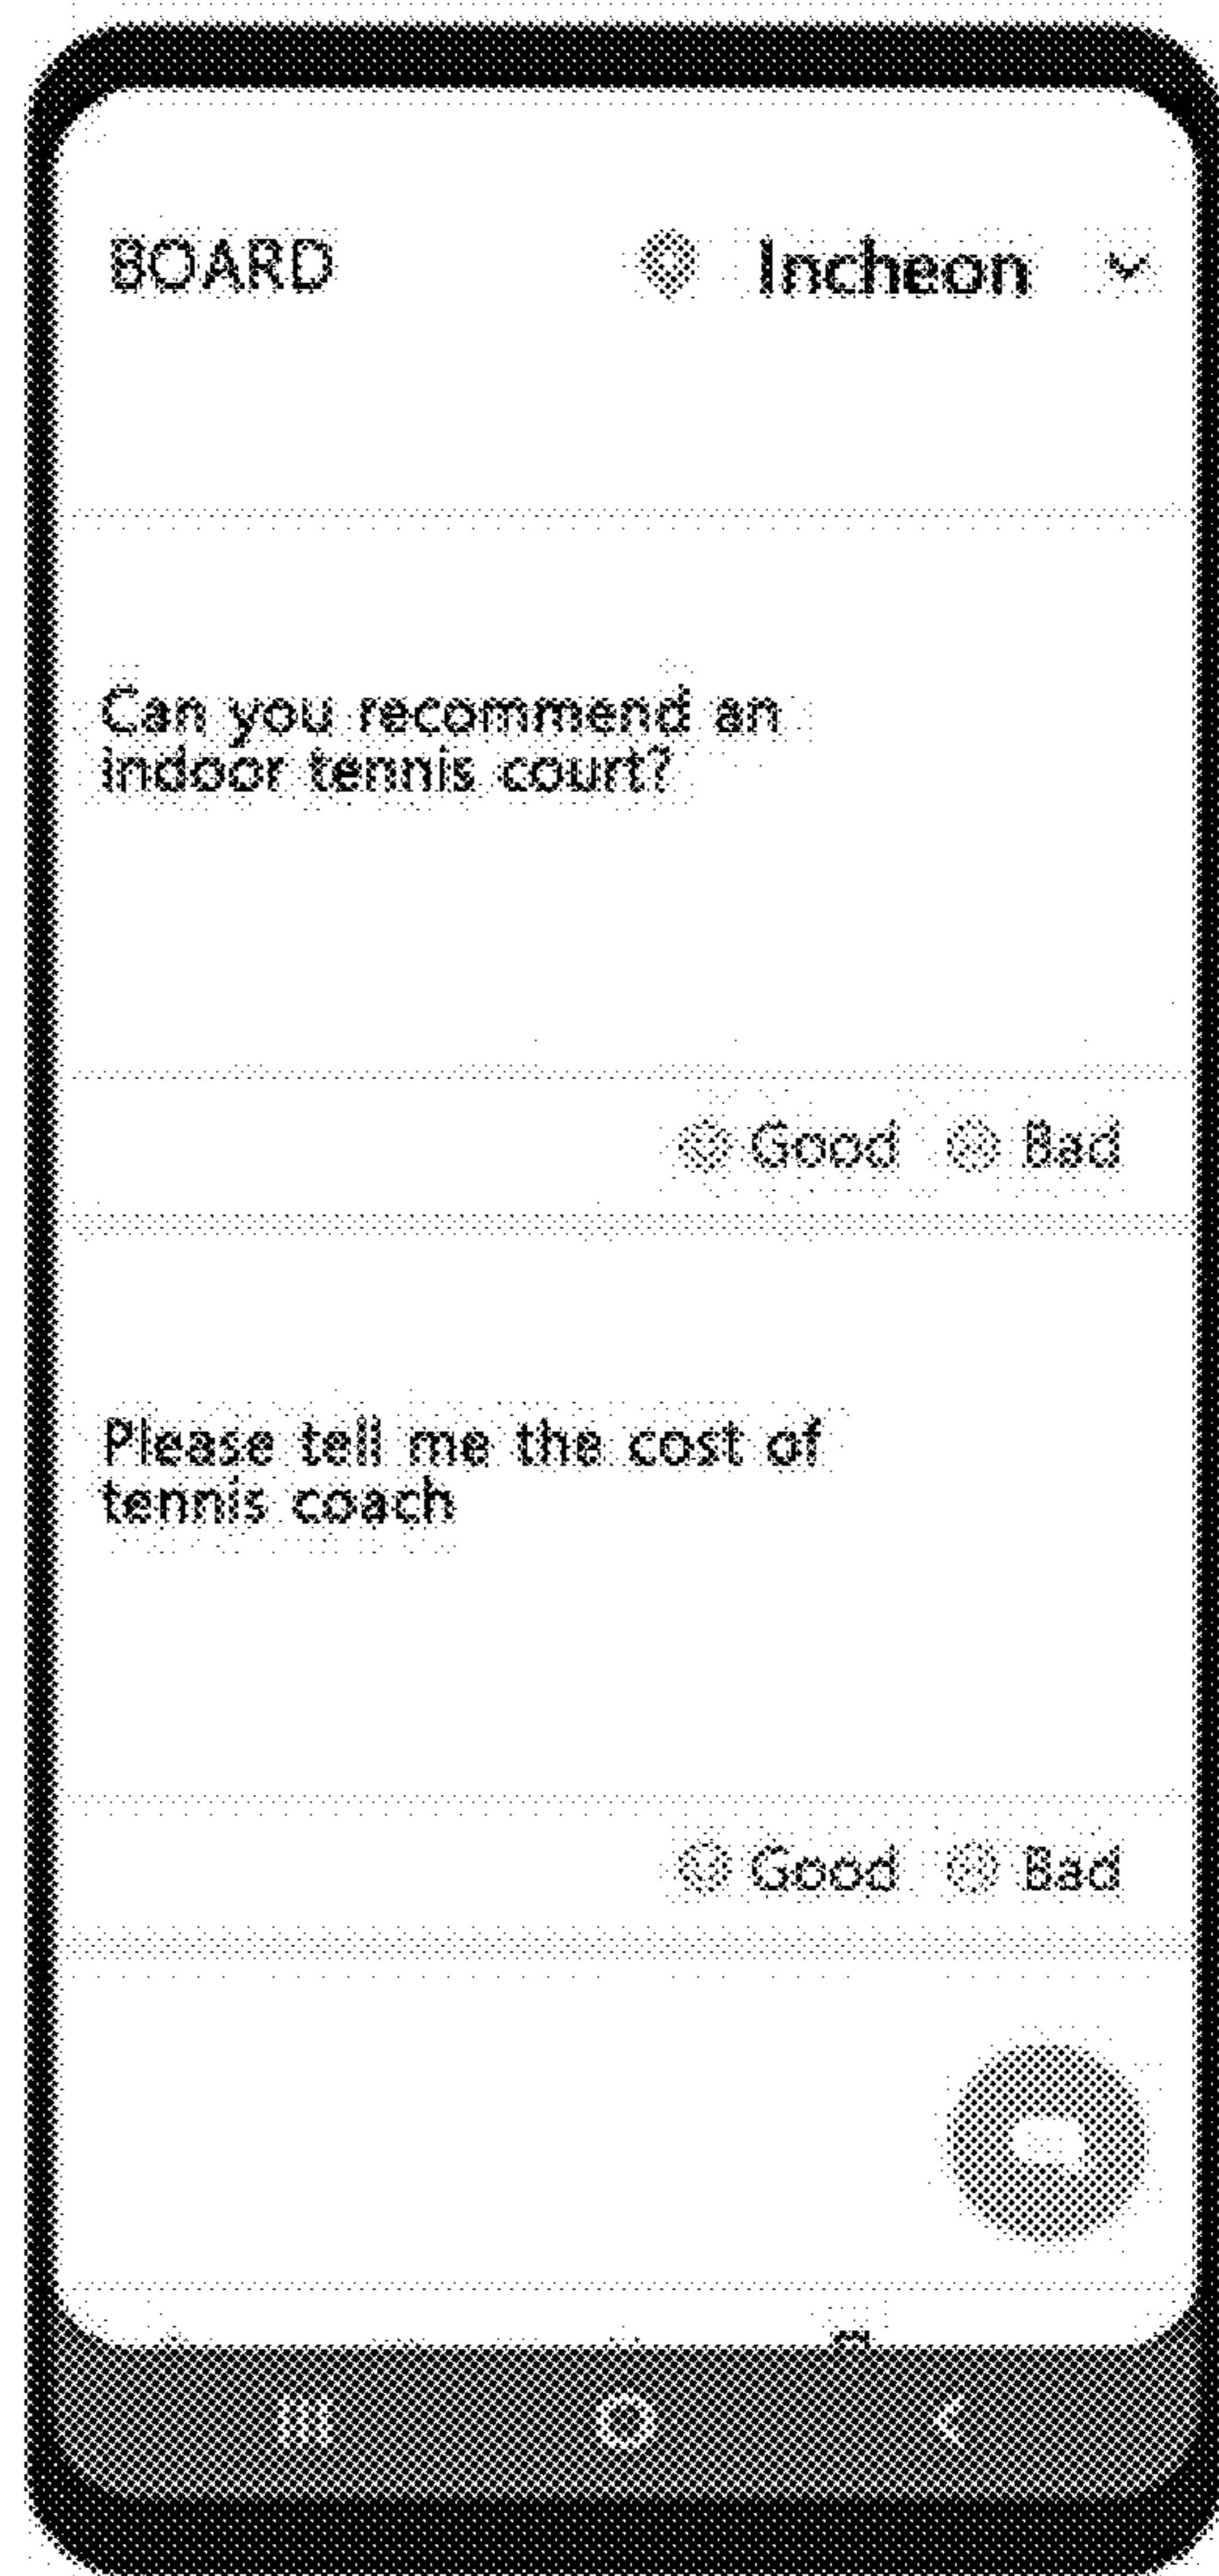 BOARD Incheon
Can you recommend an
indoor tennis court?
Good Bad
Please tell me the cost of
tennis coach
Good Bad